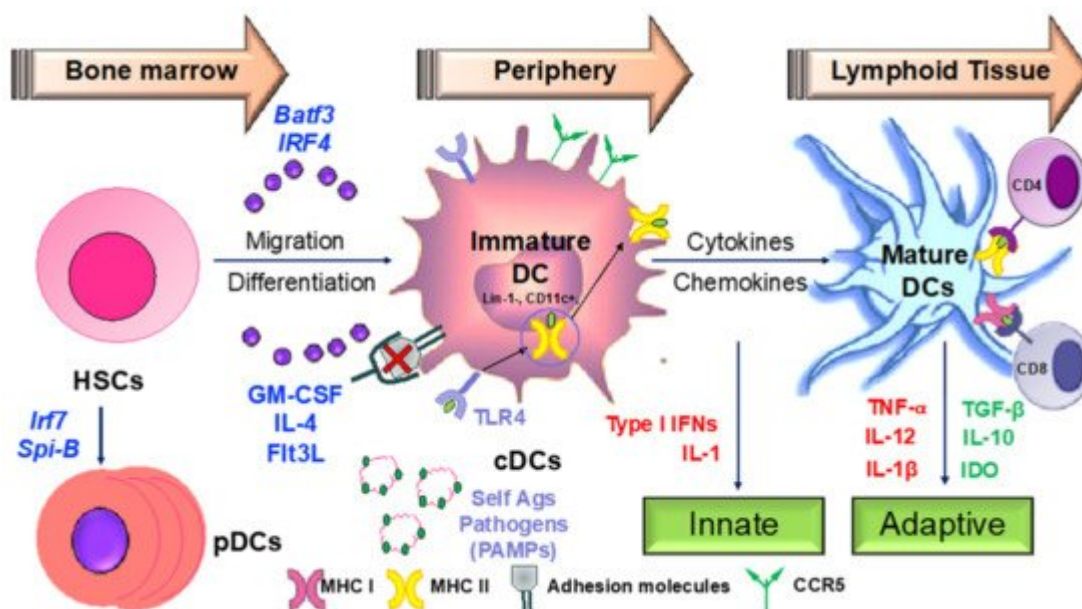 Bone marrow
Periphery
Lymphoid Tissue
Batf3
IRF4
Migration
Differentiation
Immature
DC
Lin-1-, CD11c+,
Cytokines
Chemokines
Mature
DCs
CD4
CD8
HSCs
Irf7
Spi-B
GM-CSF
IL-4
Flt3L
TLR4
cDCs
Self Ags
Pathogens
(PAMPs)
Type I IFNs
IL-1
TNF-α
IL-12
IL-1β
TGF-β
IL-10
IDO
pDCs
Innate
Adaptive
MHC I
MHC II
Adhesion molecules
CCR5